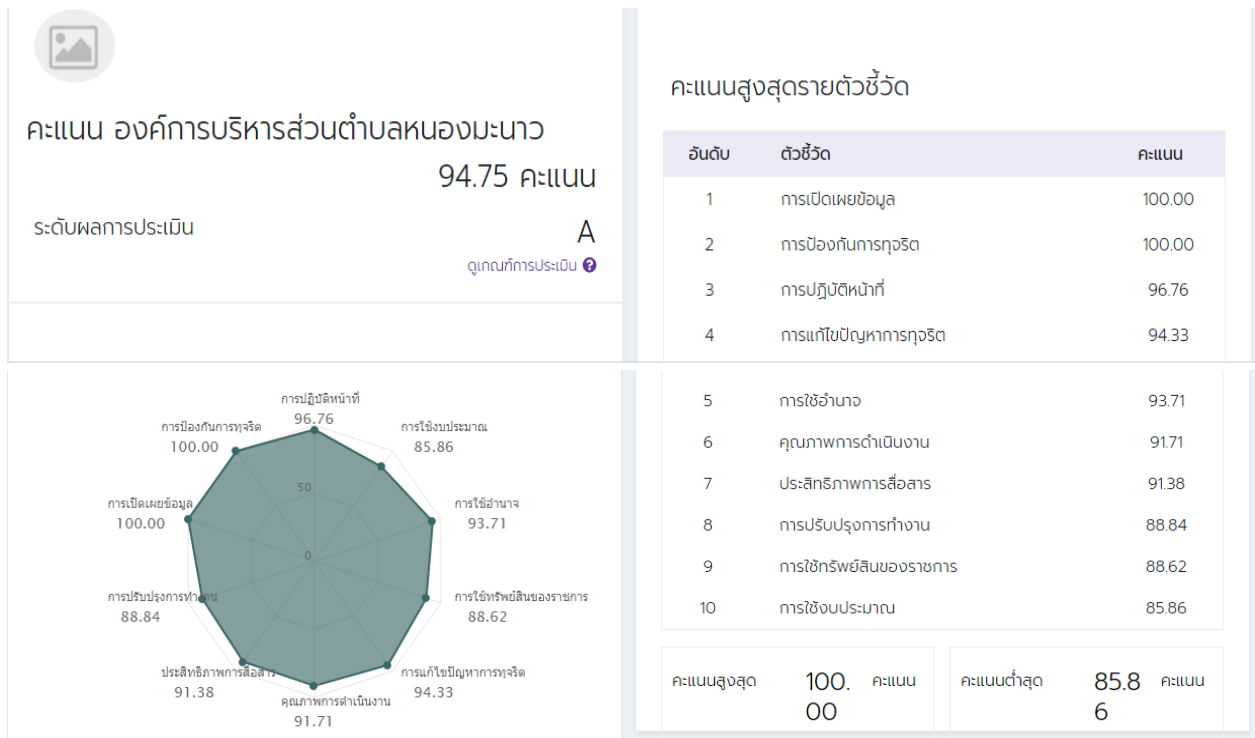 คะแนน องค์การบริหารส่วนตำบลหนองมะนาว
94.75 คะแนน
ระดับผลการประเมิน
A
ดูเกณฑ์การประเมิน ?
คะแนนสูงสุดรายตัวชี้วัด
อันดับ ตัวชี้วัด คะแนน
1 การเปิดเผยข้อมูล 100.00
2 การป้องกันการทุจริต 100.00
3 การปฏิบัติหน้าที่ 96.76
4 การแก้ไขปัญหาการทุจริต 94.33
การปฏิบัติหน้าที่
96.76
การป้องกันการทุจริต
100.00
การใช้งบประมาณ
85.86
50
การเปิดเผยข้อมูล
100.00
การใช้อำนาจ
93.71
0
การปรับปรุงการทำงาน
88.84
การใช้ทรัพย์สินของราชการ
88.62
ประสิทธิภาพการสื่อสาร
91.38
การแก้ไขปัญหาการทุจริต
94.33
คุณภาพการดำเนินงาน
91.71
5 การใช้อำนาจ 93.71
6 คุณภาพการดำเนินงาน 91.71
7 ประสิทธิภาพการสื่อสาร 91.38
8 การปรับปรุงการทำงาน 88.84
9 การใช้ทรัพย์สินของราชการ 88.62
10 การใช้งบประมาณ 85.86
คะแนนสูงสุด 100. คะแนน
00
คะแนนต่ำสุด 85.8 คะแนน
6